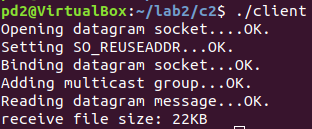 pd2@VirtualBox:~/lab2/c2$ ./client
Opening datagram socket....OK.
Setting SO_REUSEADDR...OK.
Binding datagram socket...OK.
Adding multicast group...OK.
Reading datagram message...OK.
receive file size: 22KB